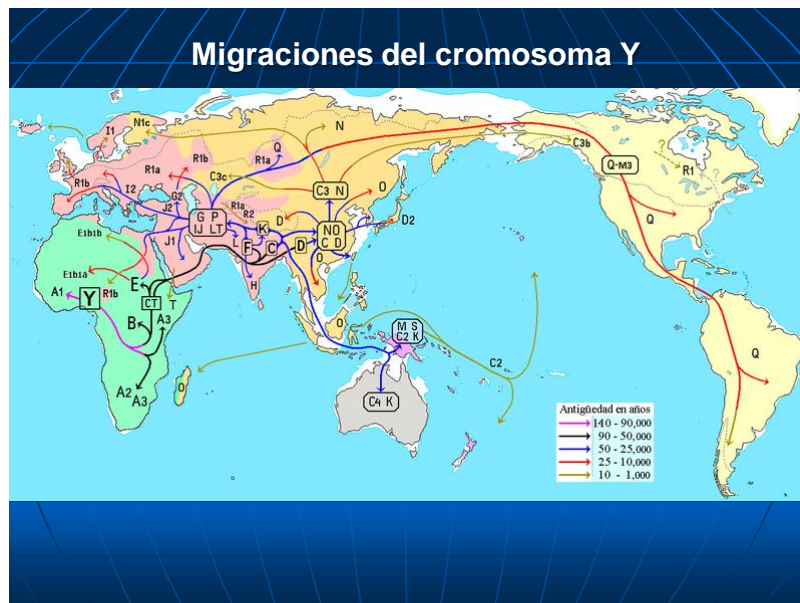 Migraciones del cromosoma Y
I1
N1c
N
Q
R1b
R1a
R1a
C3c
C3b
?
?
R1
Q-M3
R1b
I2
G2
J2
R1a
R2
C3 N
O
D
D2
G P
IJ LT
K
NO
C D
L
F
C
D
O
H
J1
E1b1b
E1b1a
A1
Y
R1b
E
CT
T
B
A3
A2
A3
O
O
M S
C2 K
C2
C4 K
Q
Q
Antigüedad en años
140 - 90,000
90 - 50,000
50 - 25,000
25 - 10,000
10 - 1,000